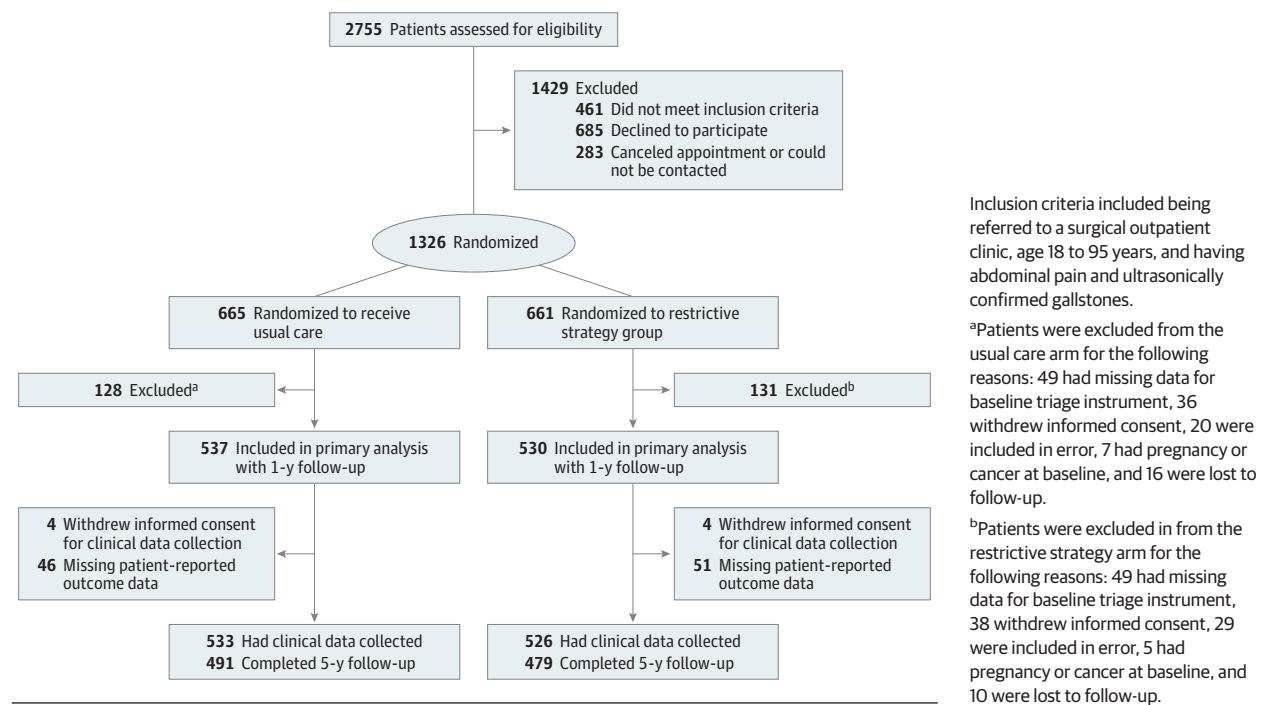 2755 Patients assessed for eligibility
1429 Excluded
461 Did not meet inclusion criteria
685 Declined to participate
283 Canceled appointment or could
not be contacted
1326 Randomized
665 Randomized to receive
usual care
661 Randomized to restrictive
strategy group
128 Excludedᵃ
131 Excludedᵇ
537 Included in primary analysis
with 1-y follow-up
530 Included in primary analysis
with 1-y follow-up
4 Withdrew informed consent
for clinical data collection
46 Missing patient-reported
outcome data
4 Withdrew informed consent
for clinical data collection
51 Missing patient-reported
outcome data
533 Had clinical data collected
491 Completed 5-y follow-up
526 Had clinical data collected
479 Completed 5-y follow-up
Inclusion criteria included being
referred to a surgical outpatient
clinic, age 18 to 95 years, and having
abdominal pain and ultrasonically
confirmed gallstones.
ᵃPatients were excluded from the
usual care arm for the following
reasons: 49 had missing data for
baseline triage instrument, 36
withdrew informed consent, 20 were
included in error, 7 had pregnancy or
cancer at baseline, and 16 were lost to
follow-up.
ᵇPatients were excluded in from the
restrictive strategy arm for the
following reasons: 49 had missing
data for baseline triage instrument,
38 withdrew informed consent, 29
were included in error, 5 had
pregnancy or cancer at baseline, and
10 were lost to follow-up.